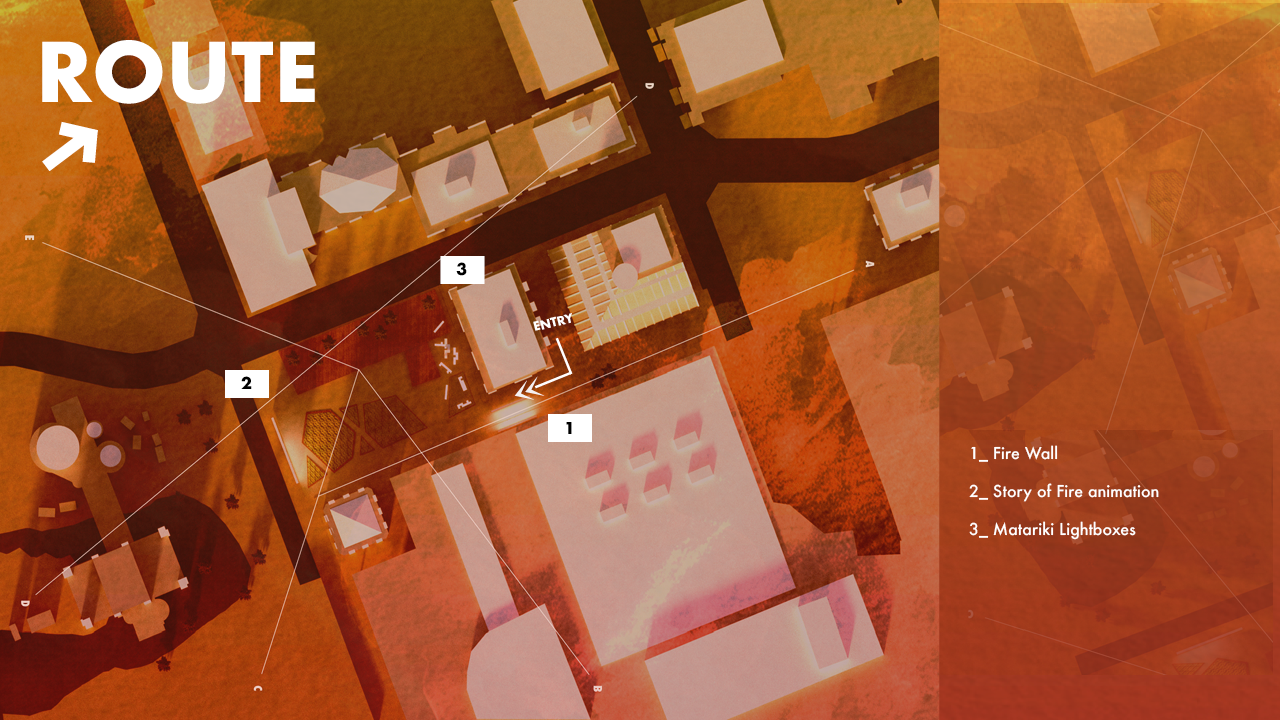 ROUTE
D
E
A
3
ENTRY
2
1
D
C
B
1_ Fire Wall
2_ Story of Fire animation
3_ Matariki Lightboxes